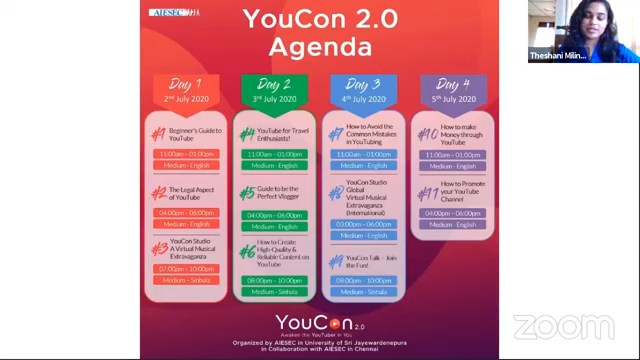 AIESEC
YouCon 2.0
Agenda
Day 1
2nd July 2020
#1 Beginner's Guide to
YouTube
11:00am - 01:00pm
Medium - English
#2 The Legal Aspect
of YouTube
04:00pm - 06:00pm
Medium - English
#3 YouCon Studio
A Virtual Musical
Extravaganza
07:00pm - 10:00pm
Medium - Sinhala
Day 2
3rd July 2020
#4 YouTube for Travel
Enthusiasts!
11:00am - 01:00pm
Medium - English
#5 Guide to be the
Perfect Vlogger
04:00pm - 06:00pm
Medium - English
#6 How to Create
High-Quality &
Reliable Content on
YouTube
08:00pm - 10:00pm
Medium - Sinhala
Day 3
4th July 2020
#7 How to Avoid the
Common Mistakes
in YouTubing
11:00am - 01:00pm
Medium - English
#8 YouCon Studio
Global
Virtual Musical
Extravaganza
(International)
03:00pm - 06:00pm
Medium - English
#9 YouCon Talk - Join
the Fun!
08:00pm - 10:00pm
Medium - Sinhala
Day 4
5th July 2020
#10 How to make
Money through
YouTube
11:00am - 01:00pm
Medium - English
#11 How to Promote
your YouTube
Channel
04:00pm - 06:00pm
Medium - English
YouCon 2.0
Awaken the YouTuber in You
Organized by AIESEC in University of Sri Jayewardenepura
in Collaboration with AIESEC in Chennai
Theshani Milin...
zoom